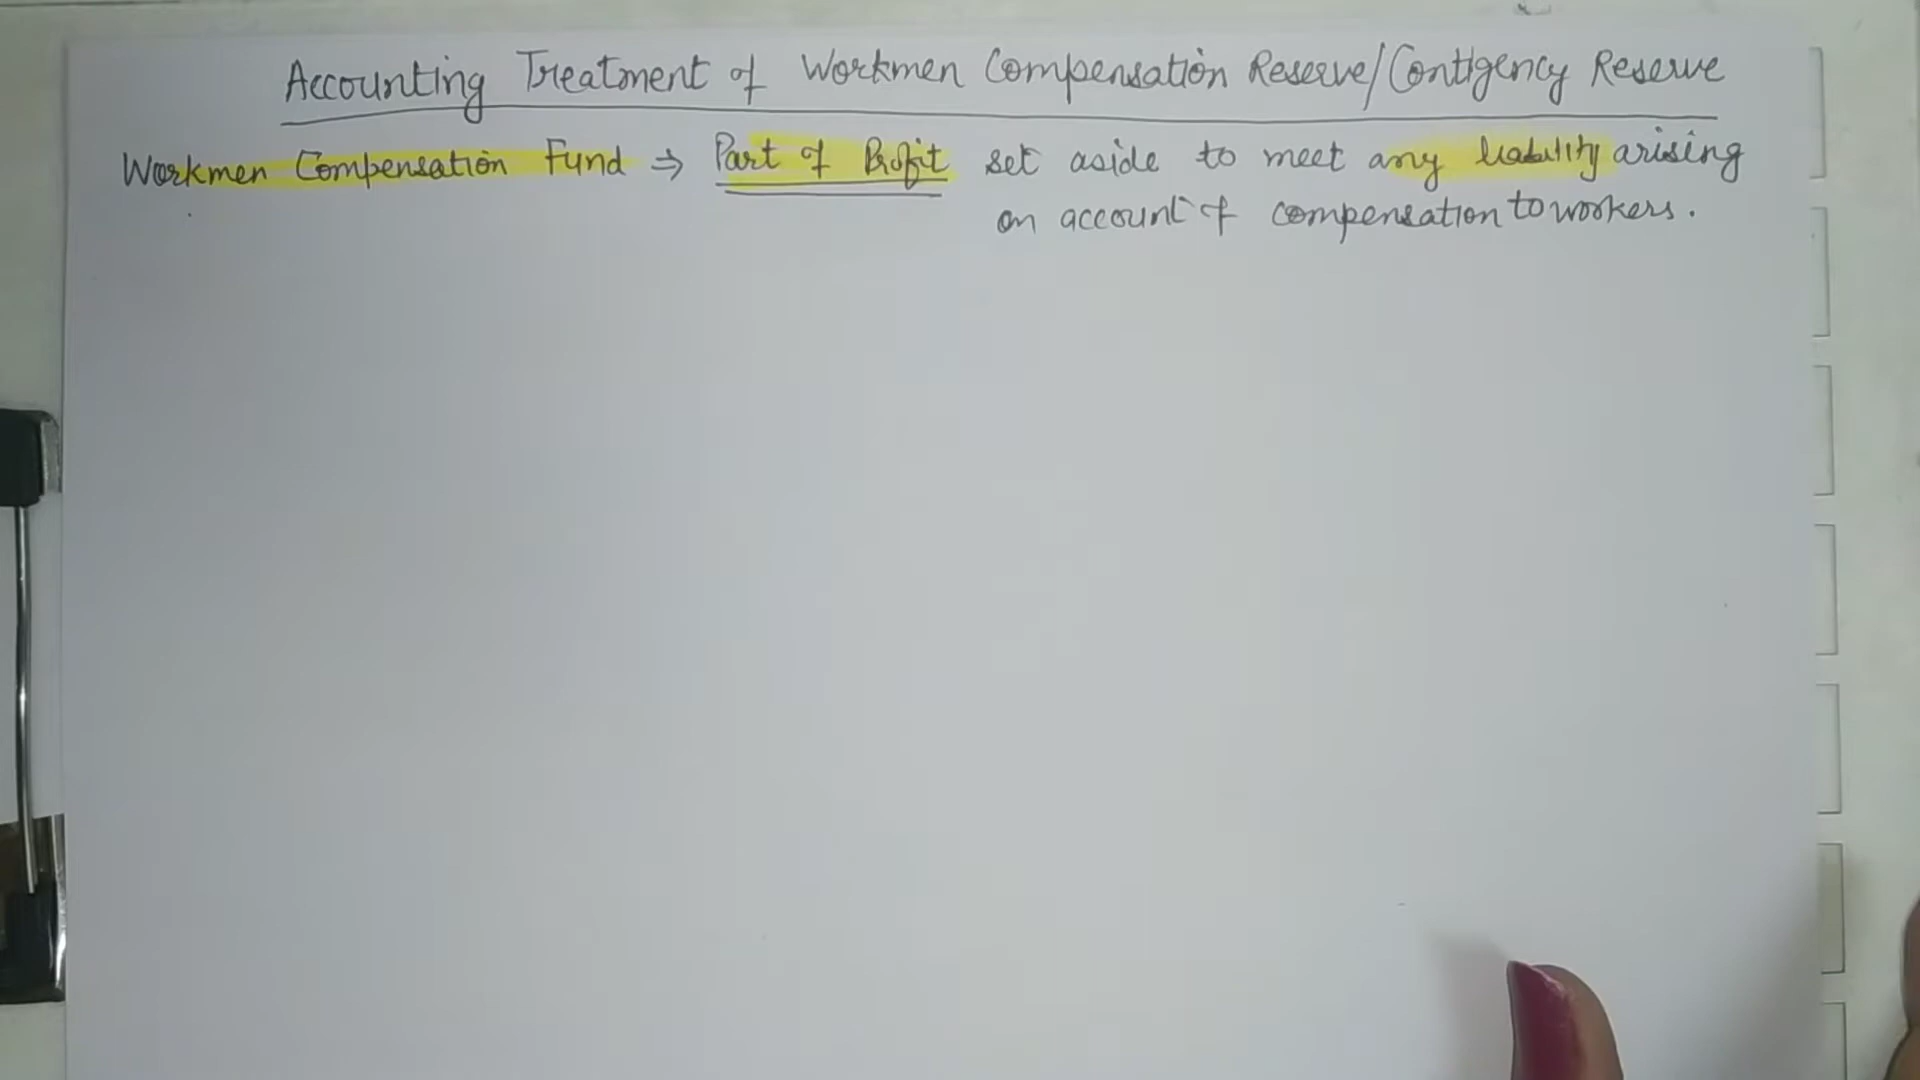 Accounting Treatment of Workmen Compensation Reserve/Contigency Reserve
Workmen Compensation Fund ⇒ Part of Profit set aside to meet any liability arising
on account of compensation to workers.